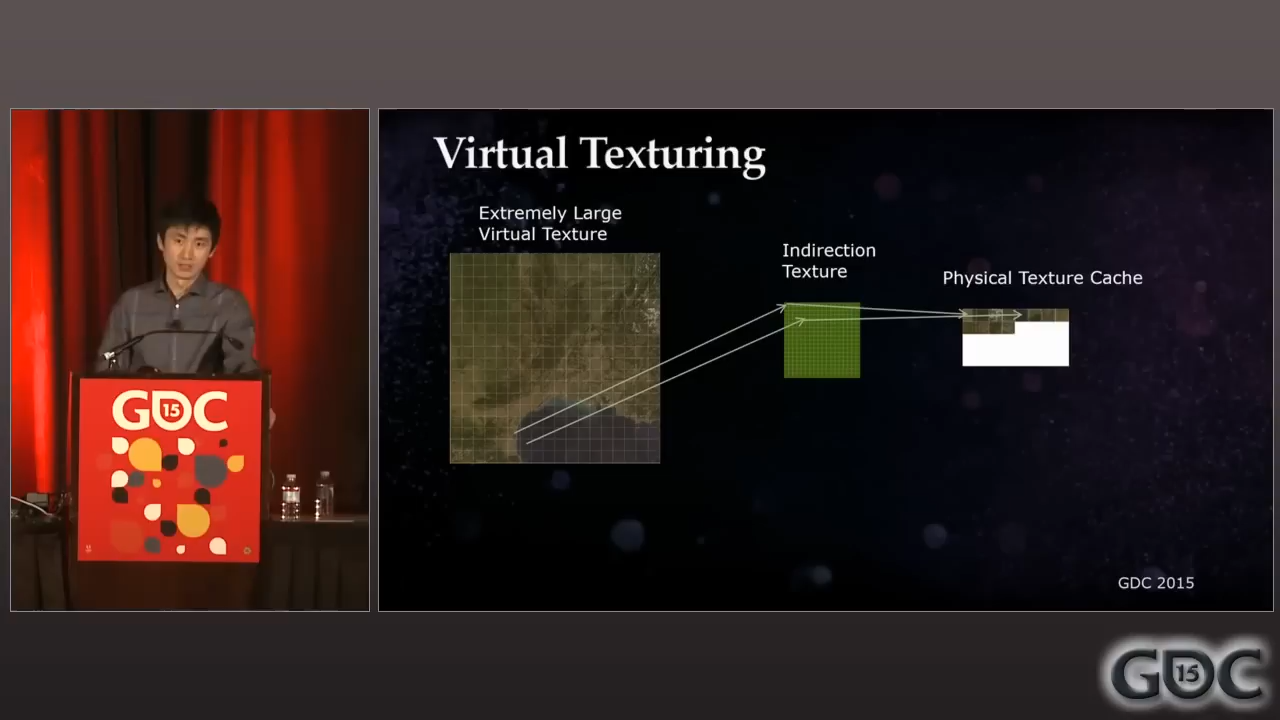 Virtual Texturing
Extremely Large
Virtual Texture
Indirection
Texture
Physical Texture Cache
GDC 15
GDC 2015
GDC 15